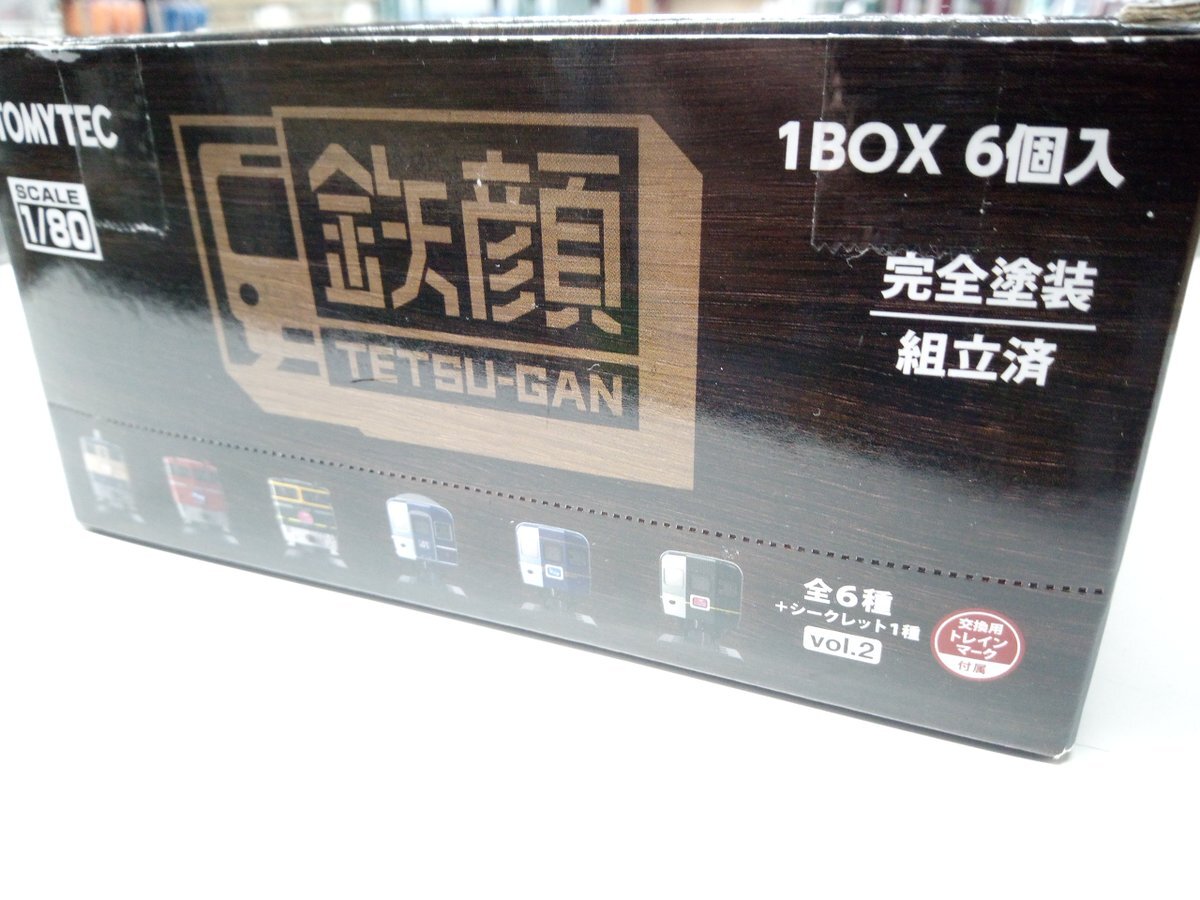 TOMYTEC
SCALE
1/80
鉄顔
TETSU-GAN
1BOX 6個入
完全塗装
組立済
全6種
+シークレット1種
vol.2
交換用
トレイン
マーク
付属